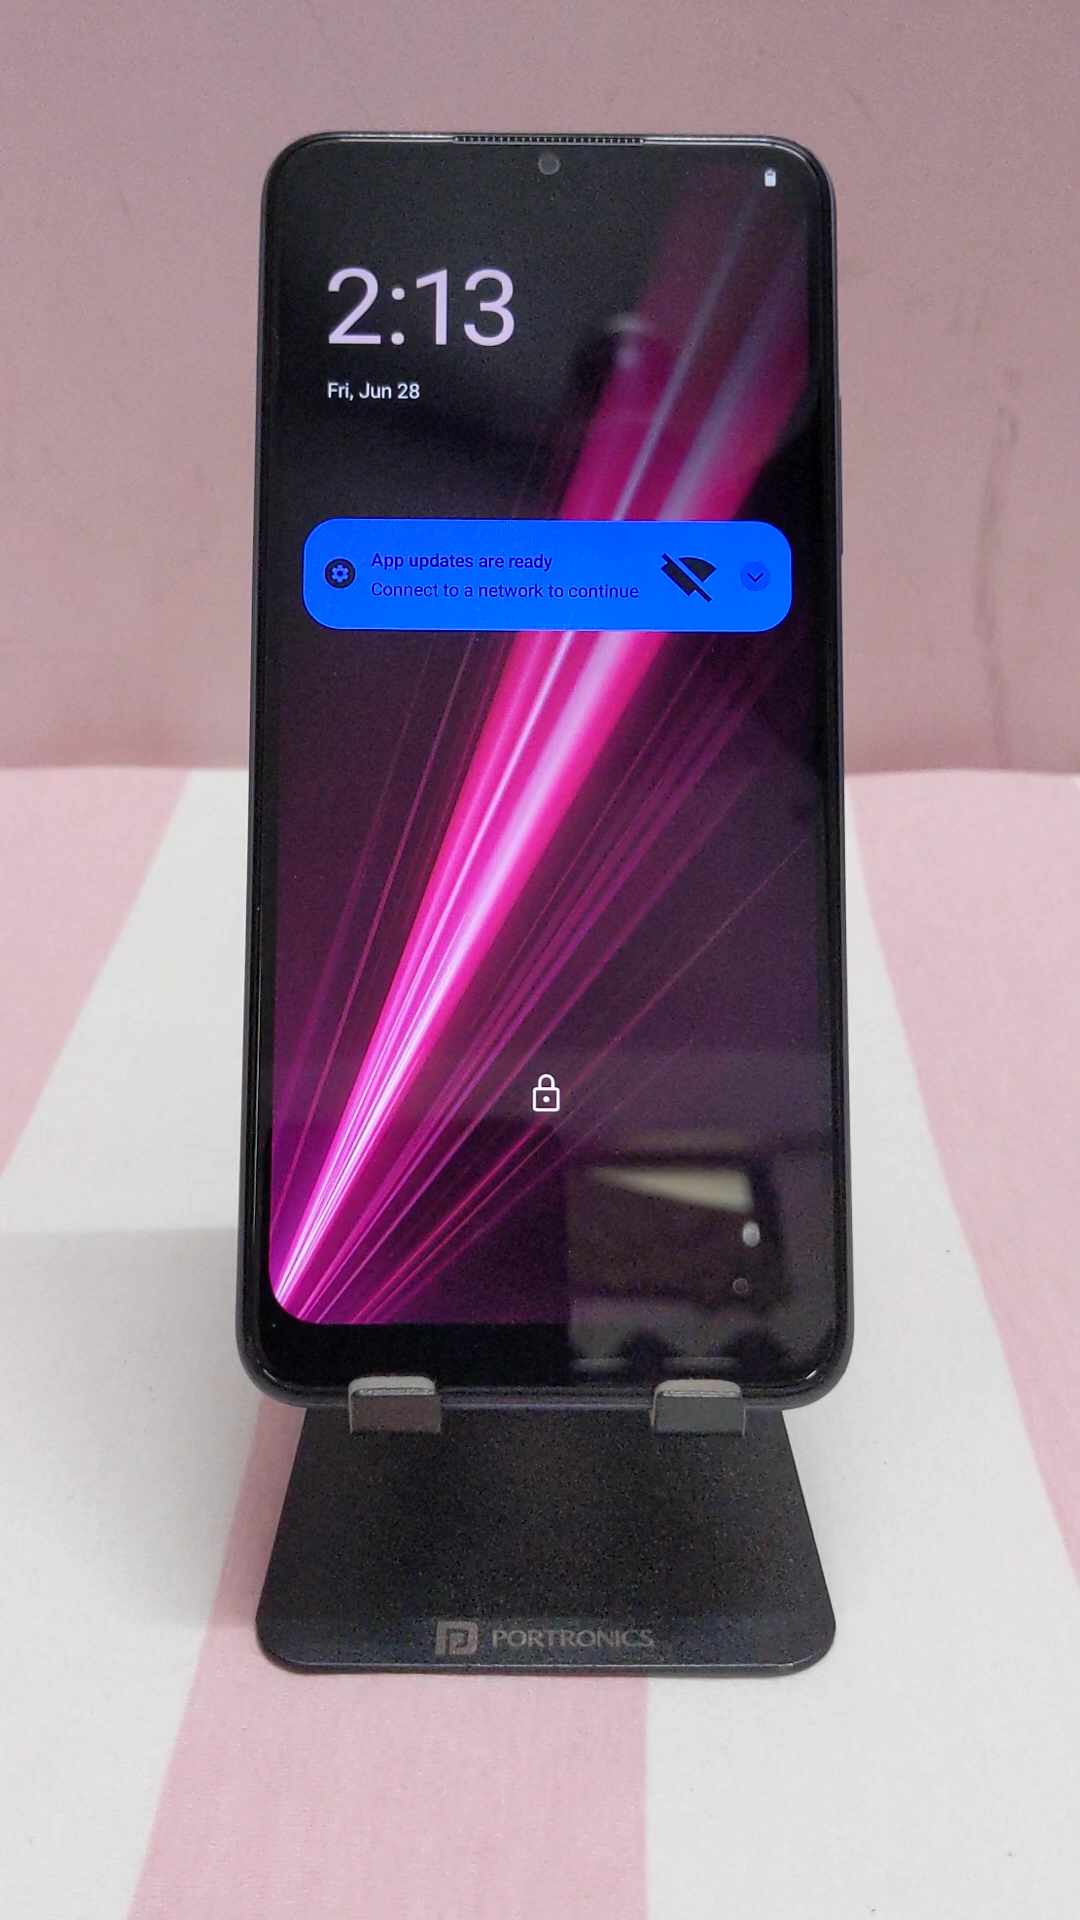 2:13
Fri, Jun 28
App updates are ready
Connect to a network to continue
PORTRONICS